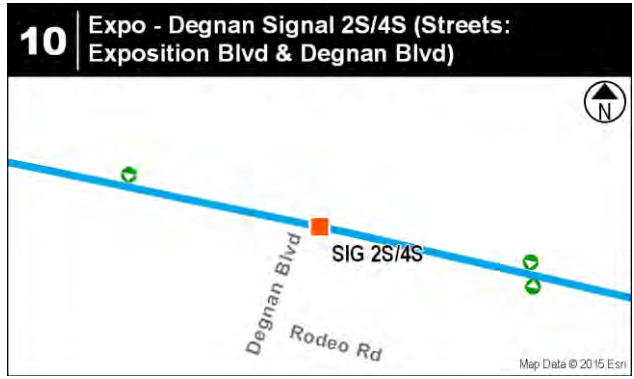 10
Expo - Degnan Signal 2S/4S (Streets:
Exposition Blvd & Degnan Blvd)
N
SIG 2S/4S
Degnan Blvd
Rodeo Rd
Map Data © 2015 Esri